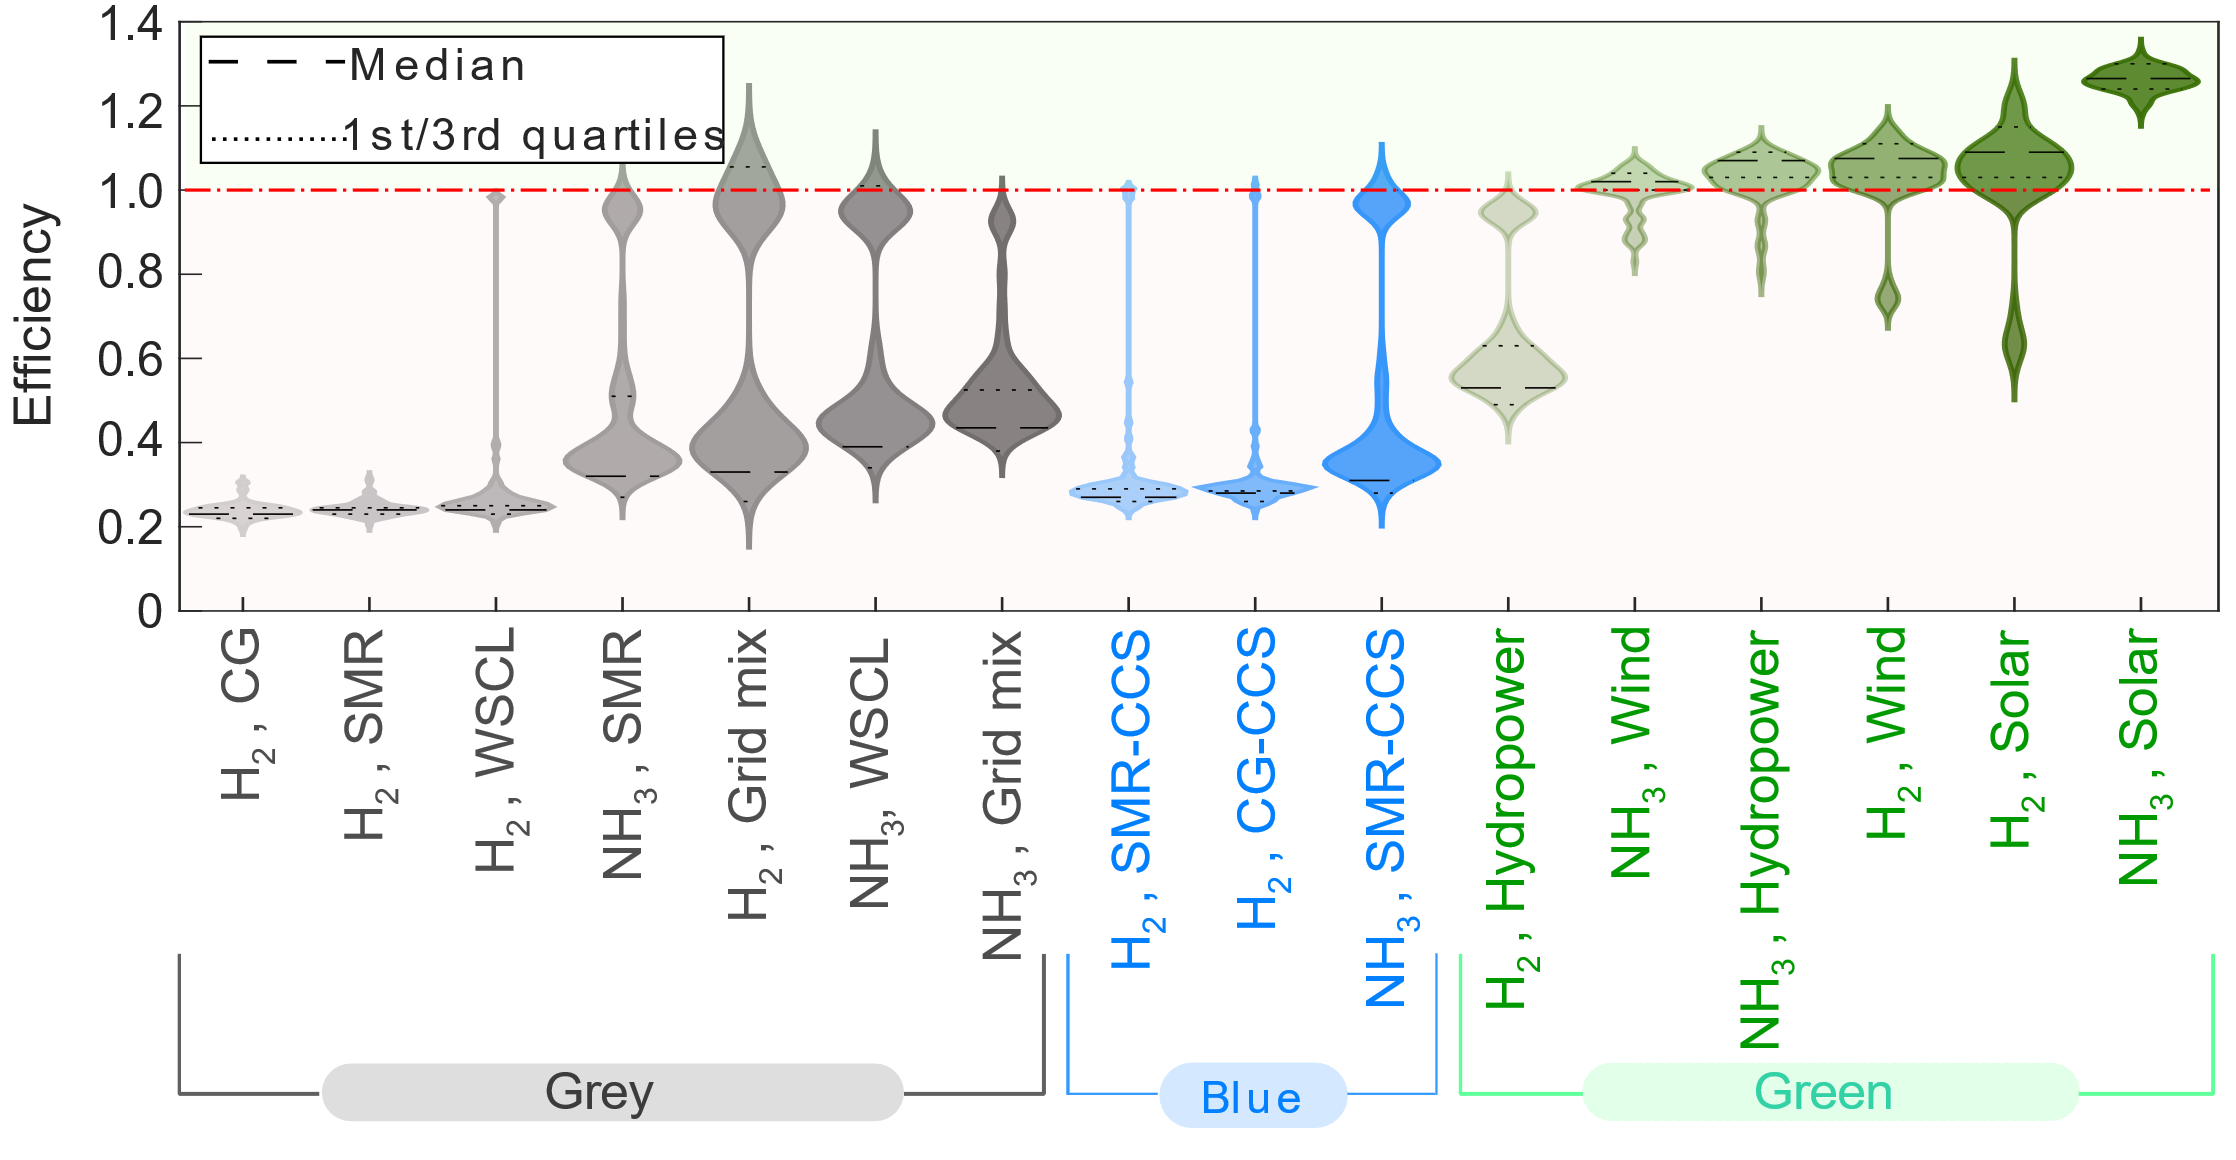 1.4
1.2
1.0
0.8
0.6
0.4
0.2
0
Efficiency
Median
1st/3rd quartiles
H2 , CG
H2 , SMR
H2 , WSCL
NH3 , SMR
H2 , Grid mix
NH3, WSCL
NH3 , Grid mix
H2 , SMR-CCS
H2 , CG-CCS
NH3 , SMR-CCS
H2 , Hydropower
NH3 , Wind
NH3 , Hydropower
H2 , Wind
H2 , Solar
NH3 , Solar
Grey
Blue
Green